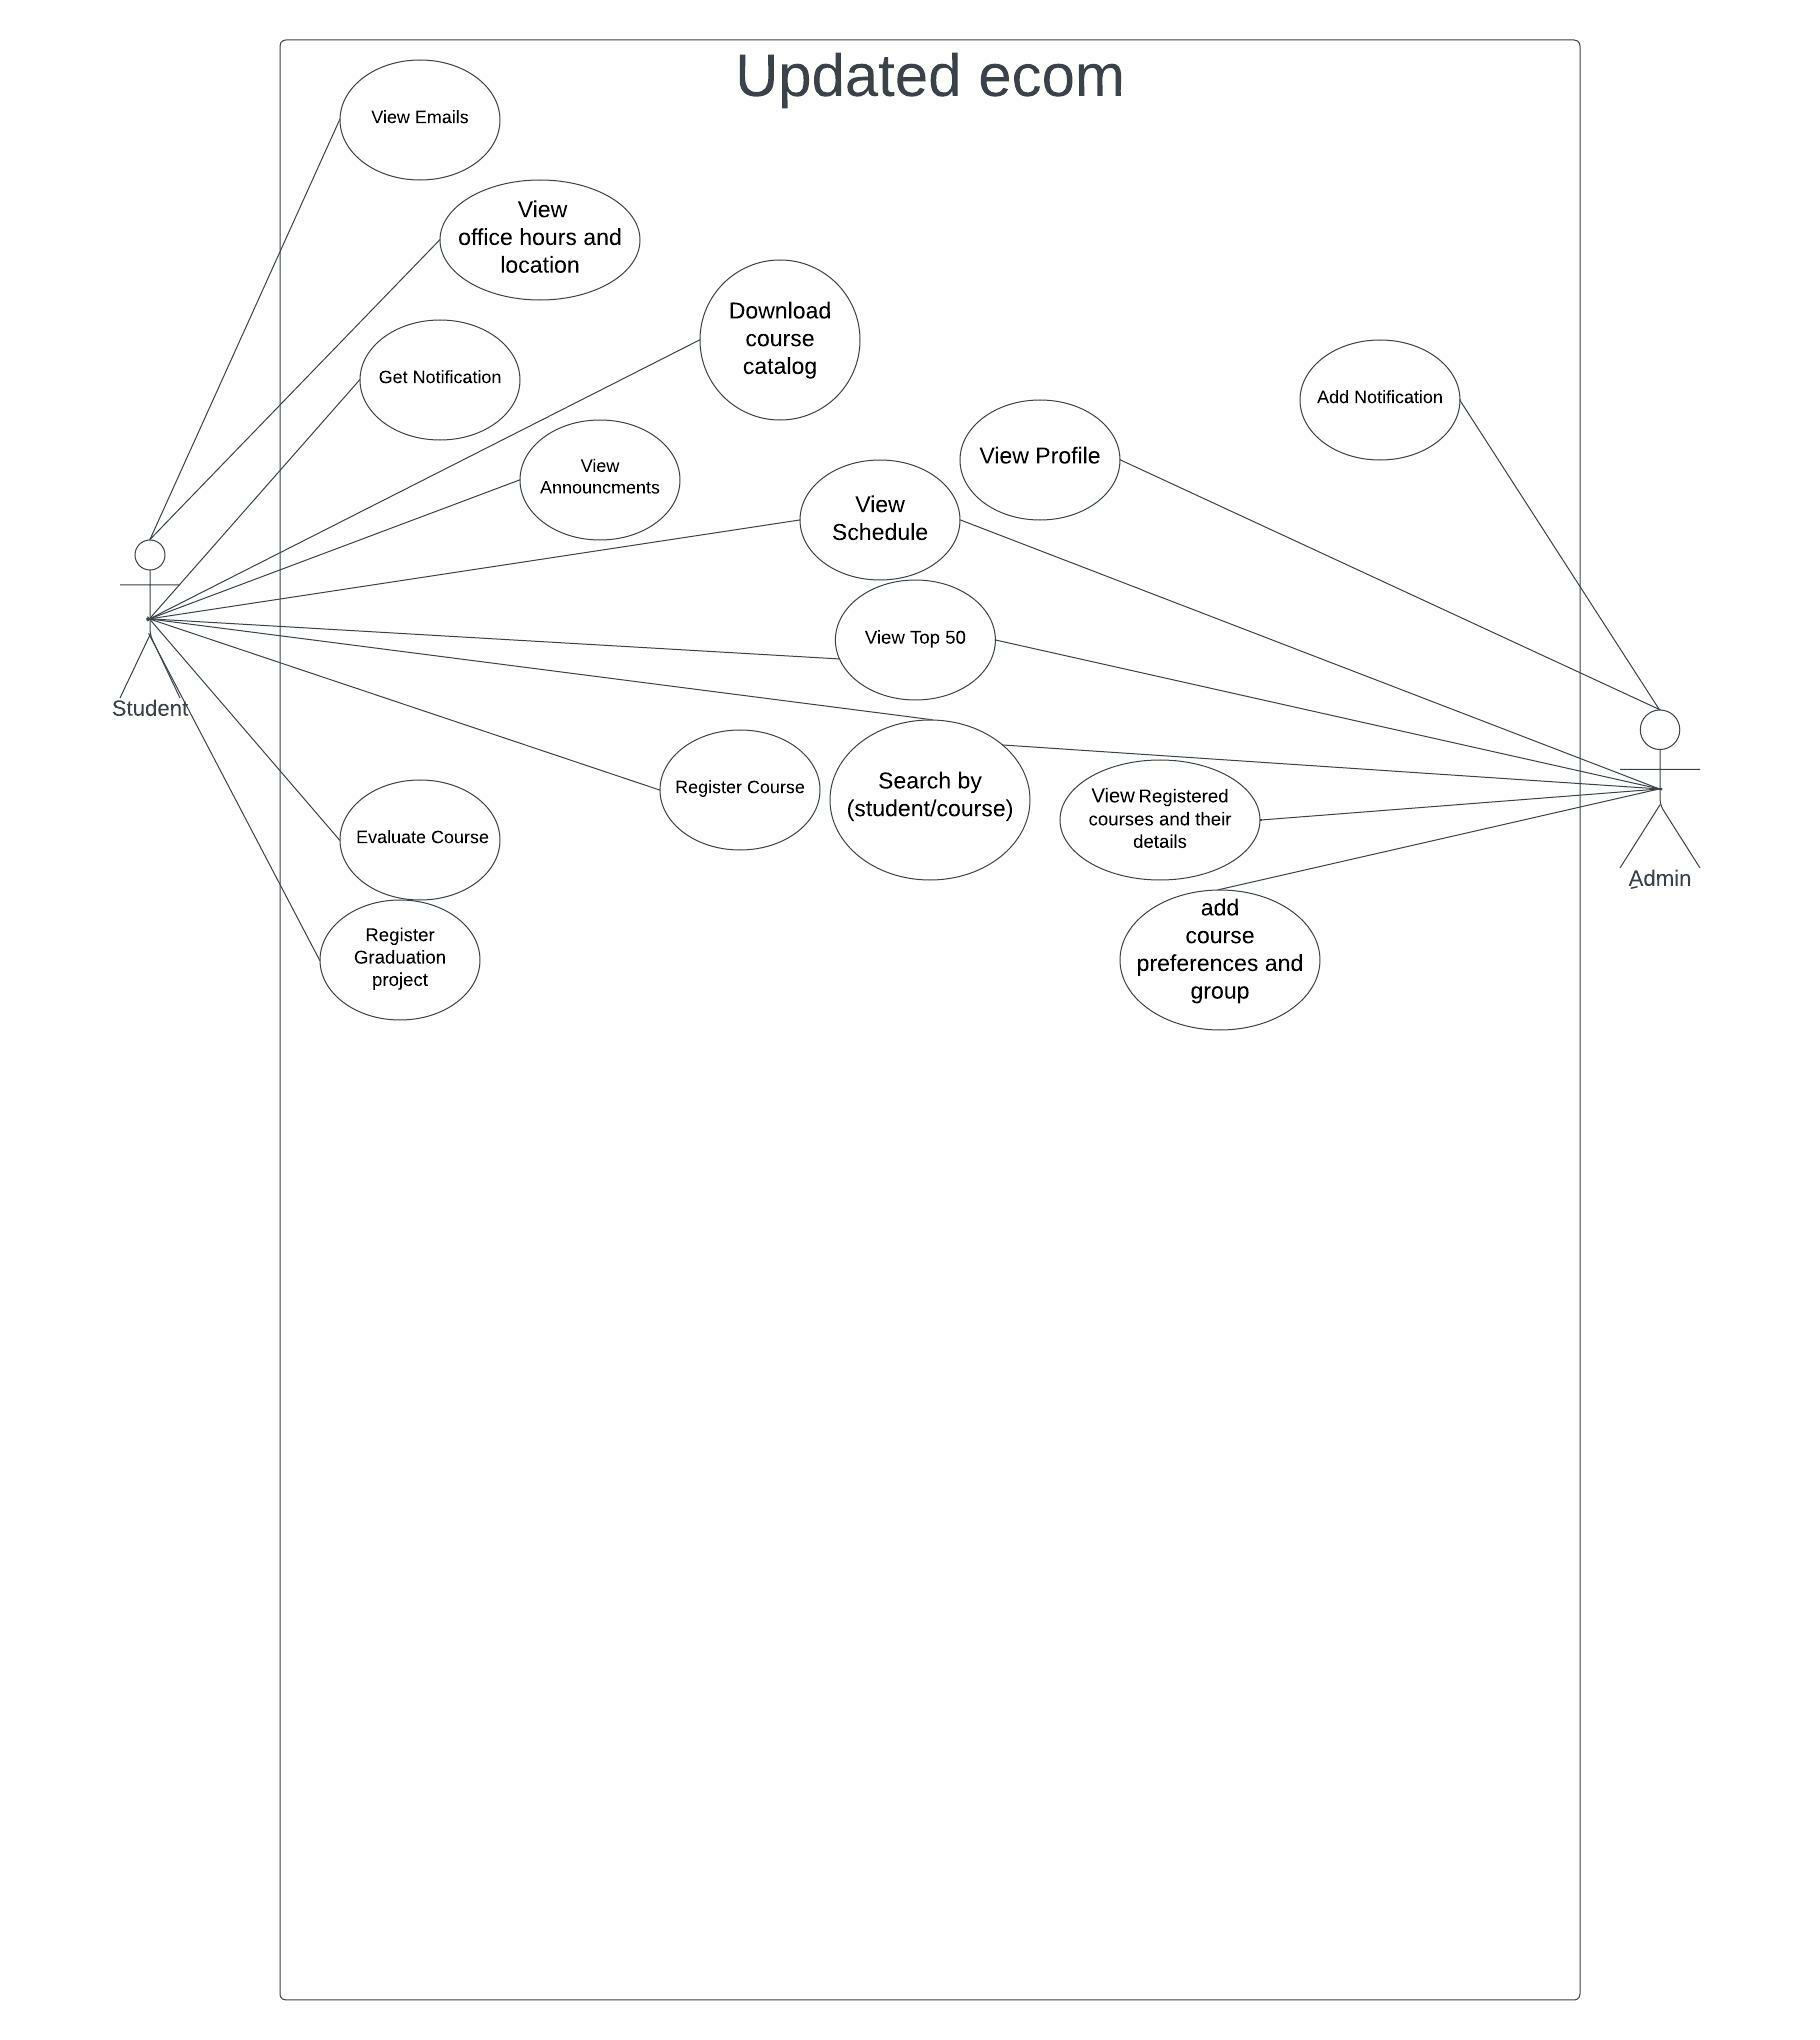 Updated ecom
View Emails
View
office hours and
location
Download
course
catalog
Get Notification
Add Notification
View Profile
View
Announcments
View
Schedule
View Top 50
Student
Register Course
Search by
(student/course)
View Registered
courses and their
details
Evaluate Course
Admin
Register
Graduation
project
add
course
preferences and
group